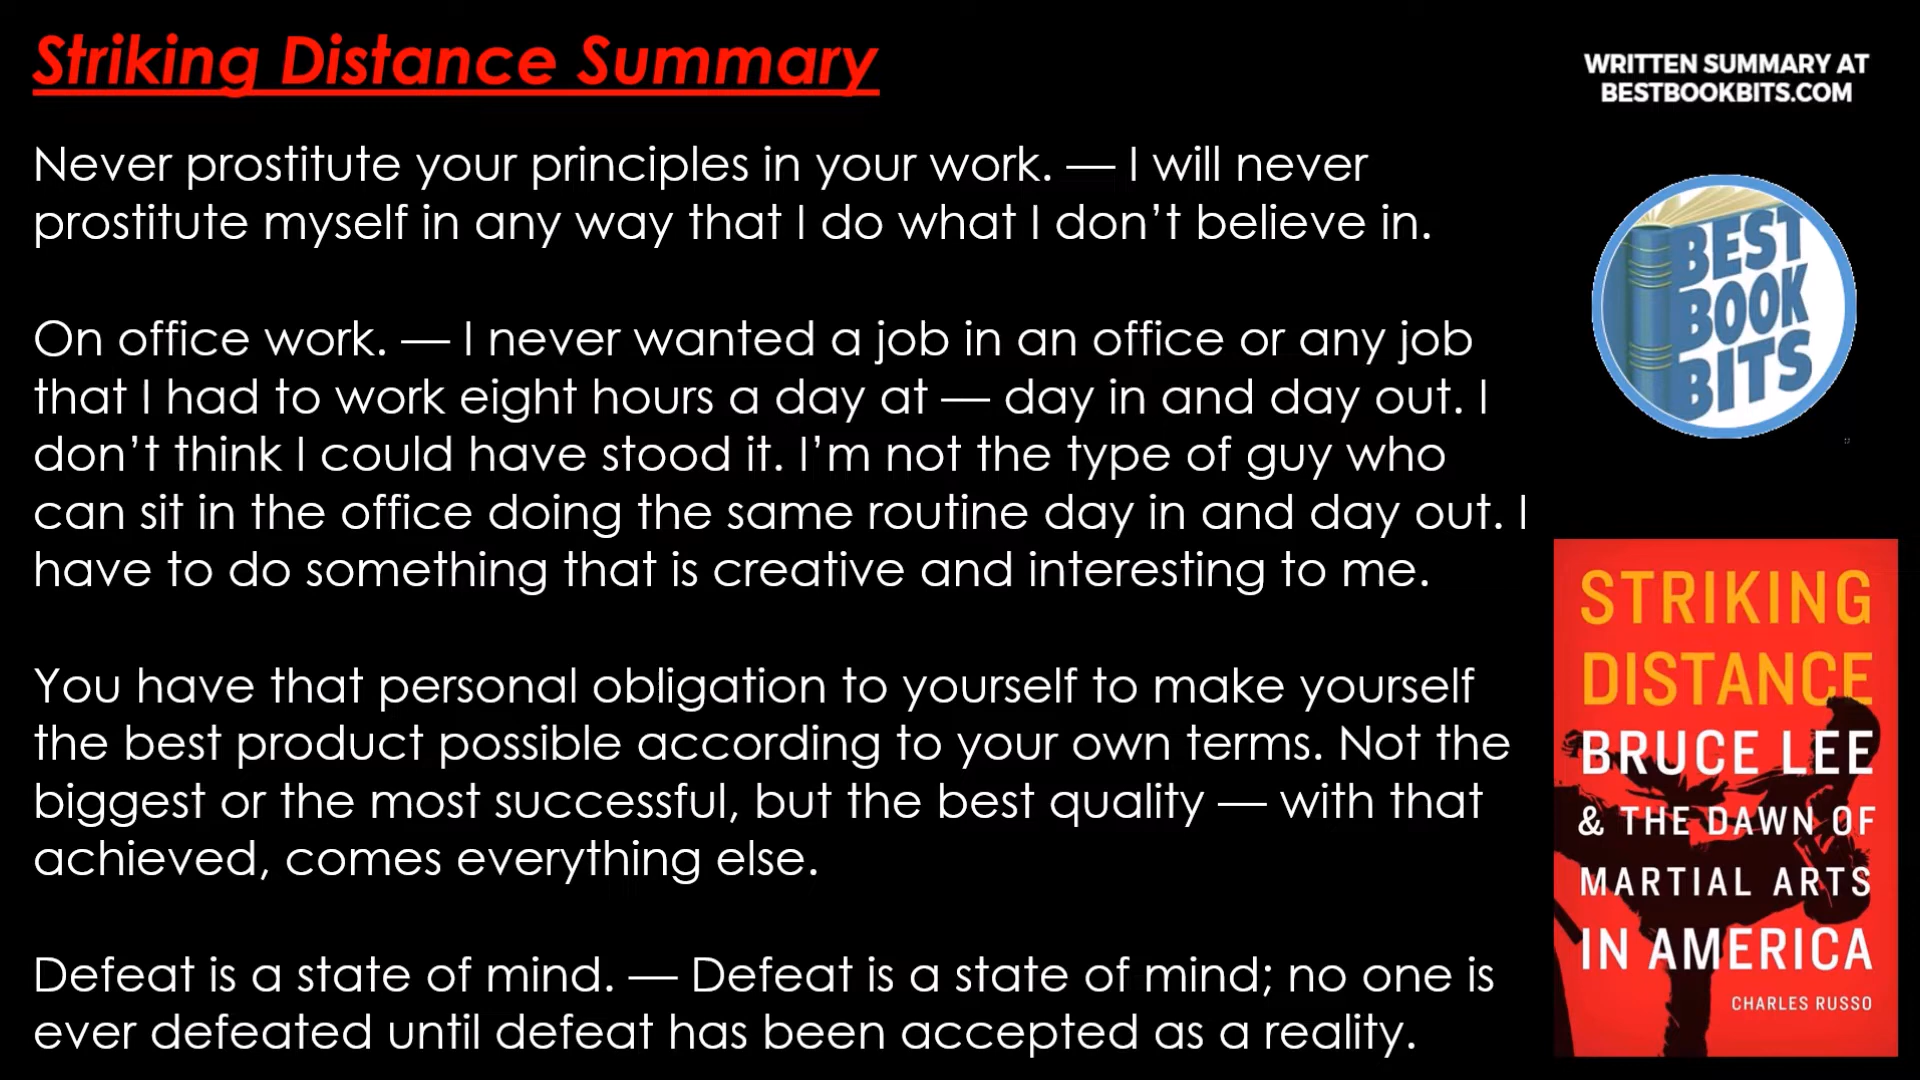 Striking Distance Summary
WRITTEN SUMMARY AT
BESTBOOKBITS.COM
Never prostitute your principles in your work. — I will never
prostitute myself in any way that I do what I don’t believe in.
On office work. — I never wanted a job in an office or any job
that I had to work eight hours a day at — day in and day out. I
don’t think I could have stood it. I’m not the type of guy who
can sit in the office doing the same routine day in and day out. I
have to do something that is creative and interesting to me.
You have that personal obligation to yourself to make yourself
the best product possible according to your own terms. Not the
biggest or the most successful, but the best quality — with that
achieved, comes everything else.
Defeat is a state of mind. — Defeat is a state of mind; no one is
ever defeated until defeat has been accepted as a reality.
BEST
BOOK
BITS
STRIKING
DISTANCE
BRUCE LEE
& THE DAWN OF
MARTIAL ARTS
IN AMERICA
CHARLES RUSSO